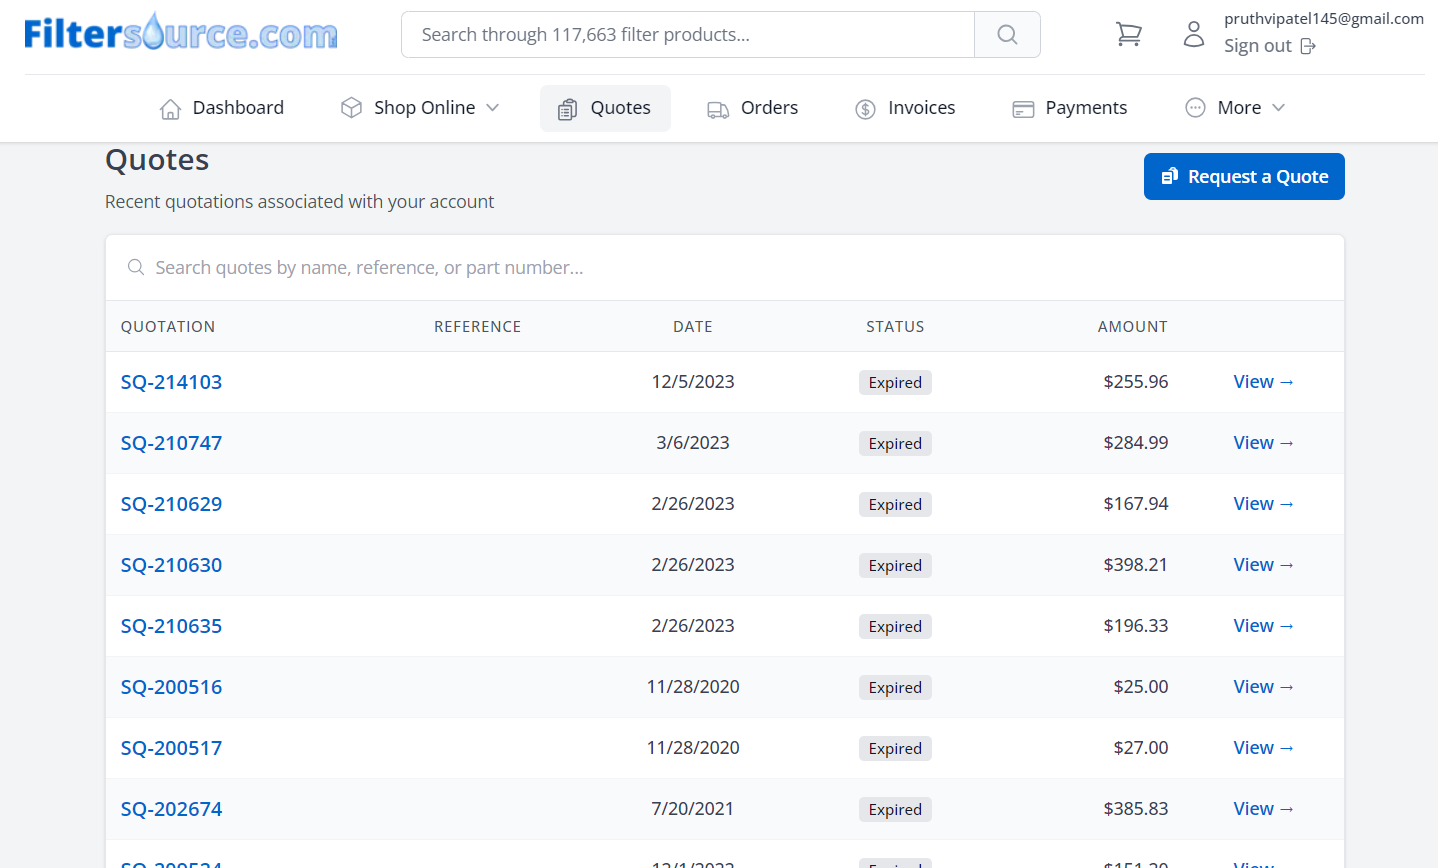 Filtersource.com
Search through 117,663 filter products...
pruthvipatel145@gmail.com
Sign out
Dashboard
Shop Online
Quotes
Orders
Invoices
Payments
More
Quotes
Request a Quote
Recent quotations associated with your account
Search quotes by name, reference, or part number...
QUOTATION REFERENCE DATE STATUS AMOUNT
SQ-214103 12/5/2023 Expired $255.96 View →
SQ-210747 3/6/2023 Expired $284.99 View →
SQ-210629 2/26/2023 Expired $167.94 View →
SQ-210630 2/26/2023 Expired $398.21 View →
SQ-210635 2/26/2023 Expired $196.33 View →
SQ-200516 11/28/2020 Expired $25.00 View →
SQ-200517 11/28/2020 Expired $27.00 View →
SQ-202674 7/20/2021 Expired $385.83 View →